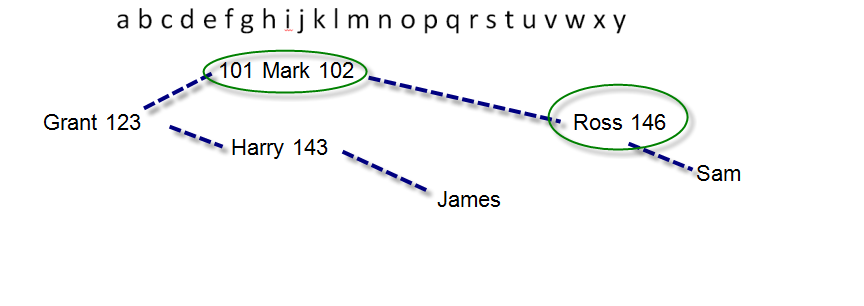 a b c d e f g h i j k l m n o p q r s t u v w x y
101 Mark 102
Grant 123
Ross 146
Harry 143
Sam
James